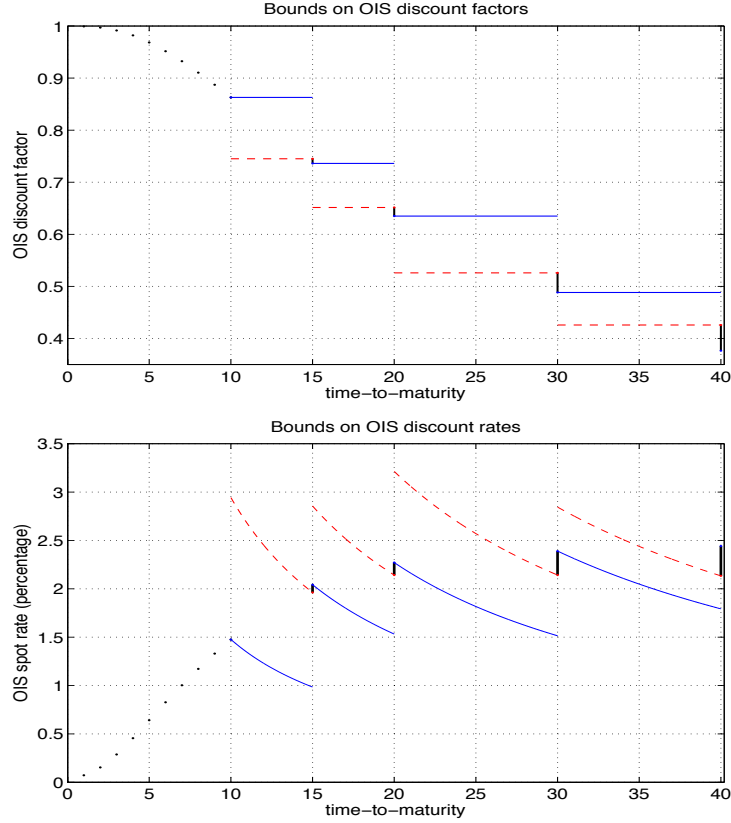 Bounds on OIS discount factors
1
0.9
0.8
0.7
0.6
0.5
0.4
OIS discount factor
0 5 10 15 20 25 30 35 40
time−to−maturity
Bounds on OIS discount rates
3.5
3
2.5
2
1.5
1
0.5
0
OIS spot rate (percentage)
0 5 10 15 20 25 30 35 40
time−to−maturity